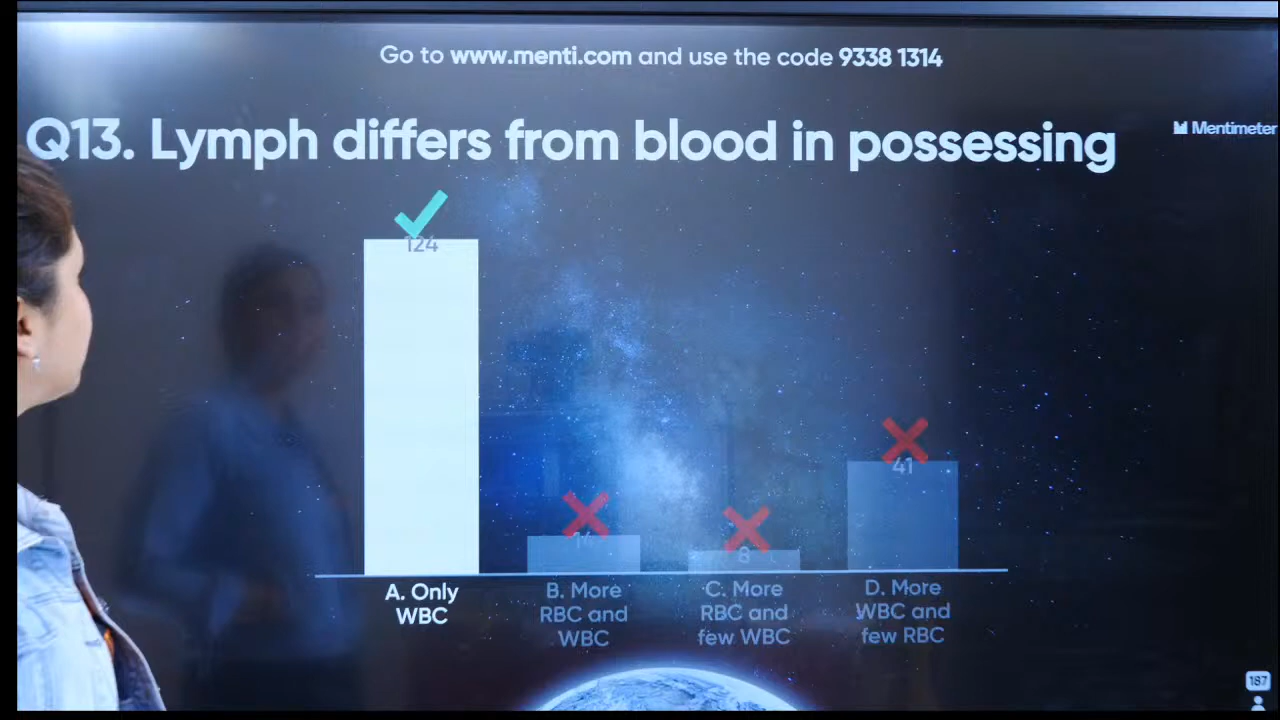 Go to www.menti.com and use the code 9338 1314
Q13. Lymph differs from blood in possessing
Mentimeter
124
14
8
41
A. Only
WBC
B. More
RBC and
WBC
C. More
RBC and
few WBC
D. More
WBC and
few RBC
187